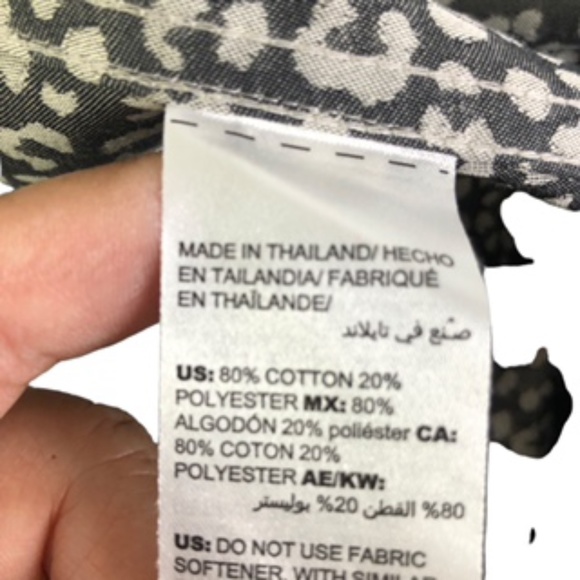 MADE IN THAILAND/ HECHO
EN TAILANDIA/ FABRIQUÉ
EN THAÏLANDE/
صنع في تايلاند
US: 80% COTTON 20%
POLYESTER MX: 80%
ALGODÓN 20% poliéster CA:
80% COTON 20%
POLYESTER AE/KW:
80% القطن 20% بوليستر
US: DO NOT USE FABRIC
SOFTENER. WITH